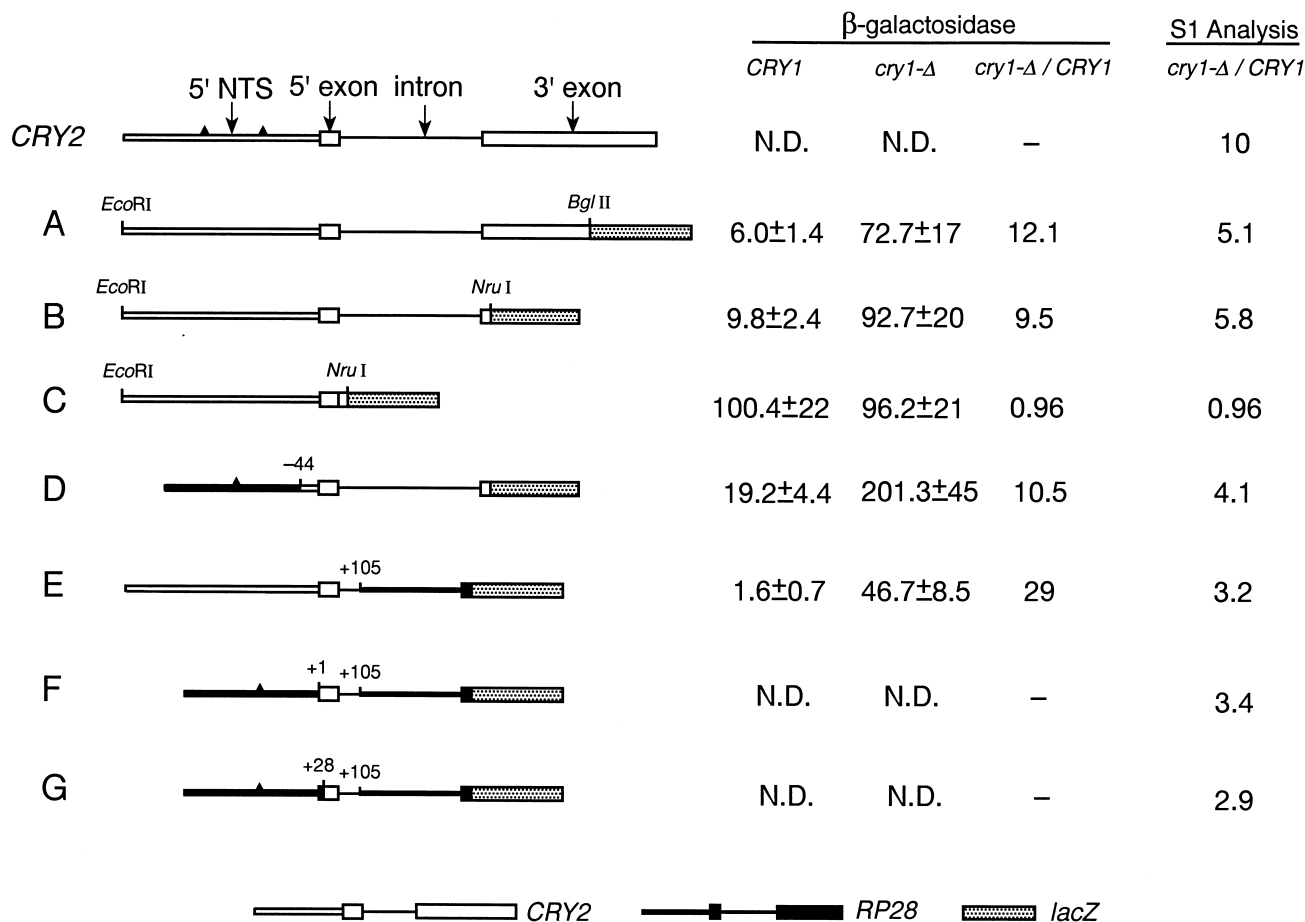 β-galactosidase S1 Analysis
CRY1 cry1-Δ cry1-Δ / CRY1 cry1-Δ / CRY1
5' NTS 5' exon intron 3' exon
CRY2 N.D. N.D. – 10
EcoRI Bgl II
A 6.0±1.4 72.7±17 12.1 5.1
EcoRI Nru I
B 9.8±2.4 92.7±20 9.5 5.8
EcoRI Nru I
C 100.4±22 96.2±21 0.96 0.96
–44
D 19.2±4.4 201.3±45 10.5 4.1
+105
E 1.6±0.7 46.7±8.5 29 3.2
+1 +105
F N.D. N.D. – 3.4
+28 +105
G N.D. N.D. – 2.9
CRY2 RP28 lacZ